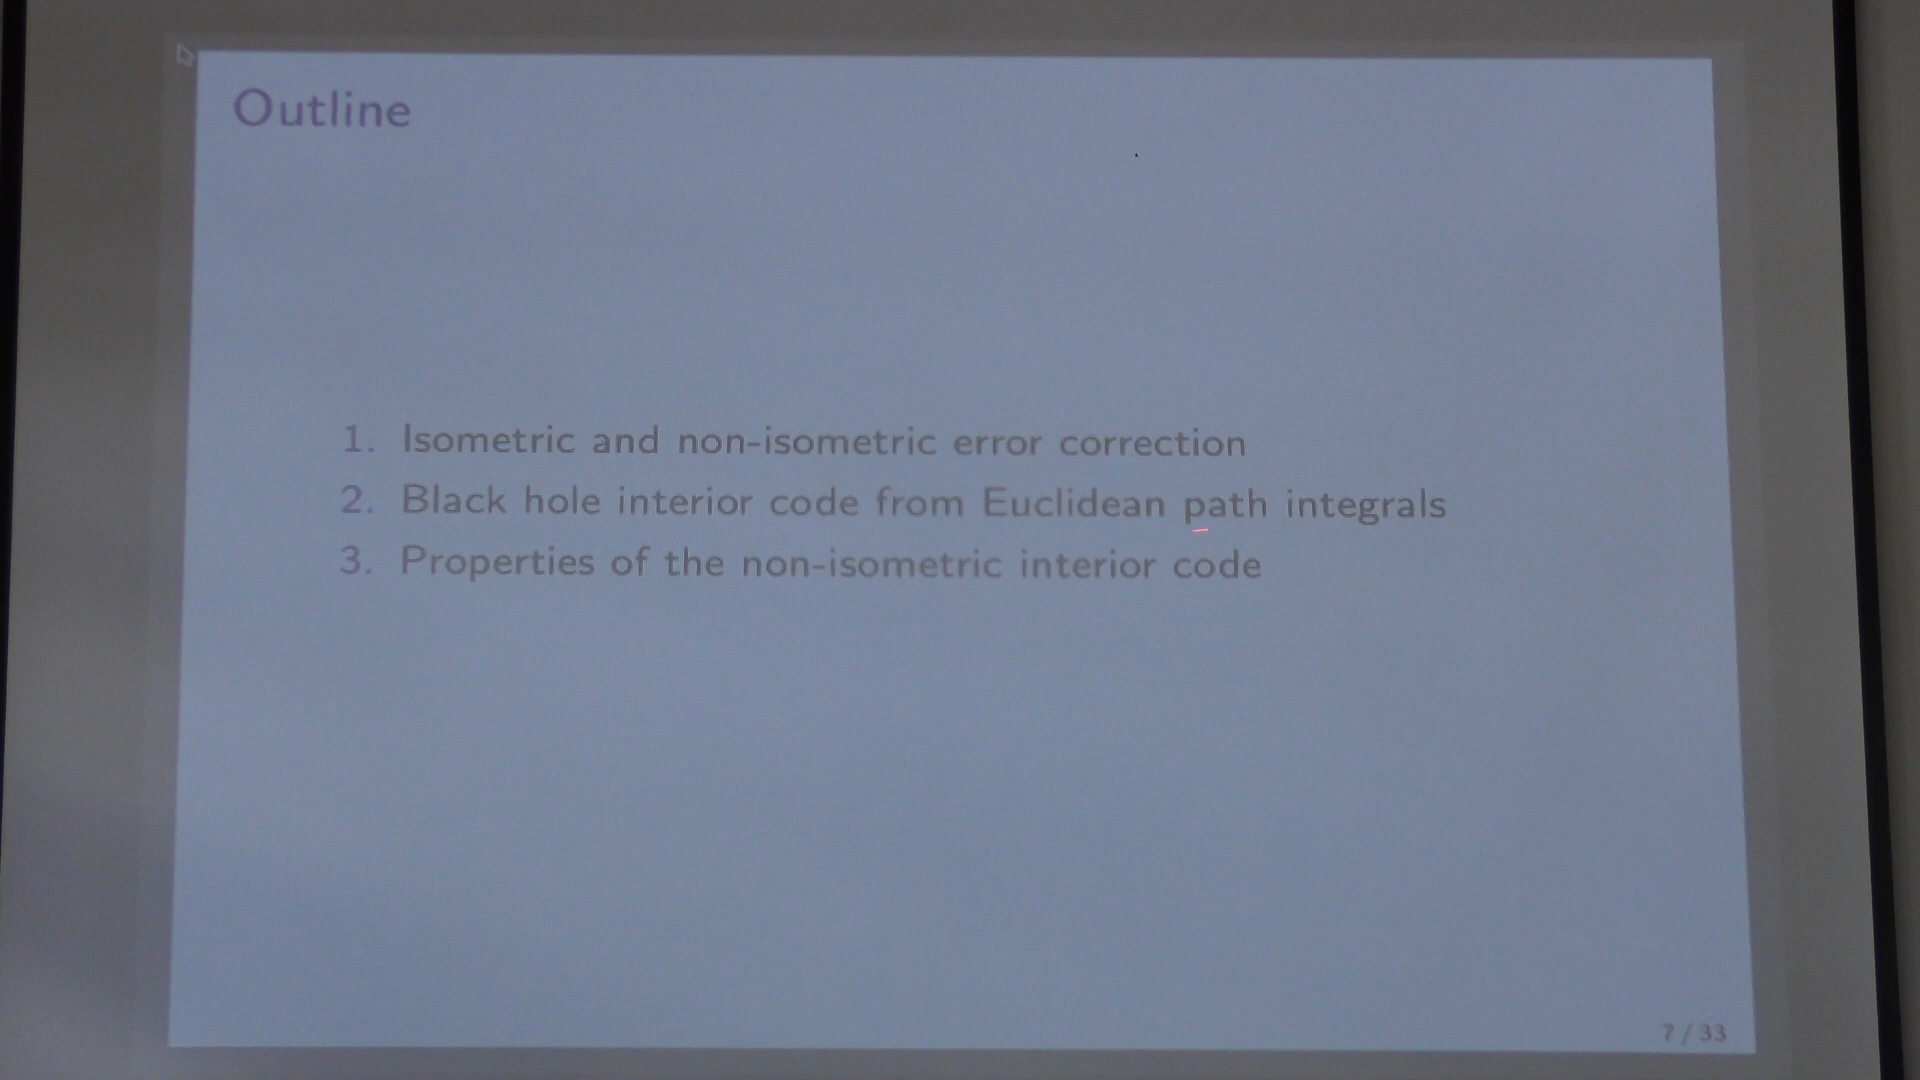 Outline
1. Isometric and non-isometric error correction
2. Black hole interior code from Euclidean path integrals
3. Properties of the non-isometric interior code
7 / 33